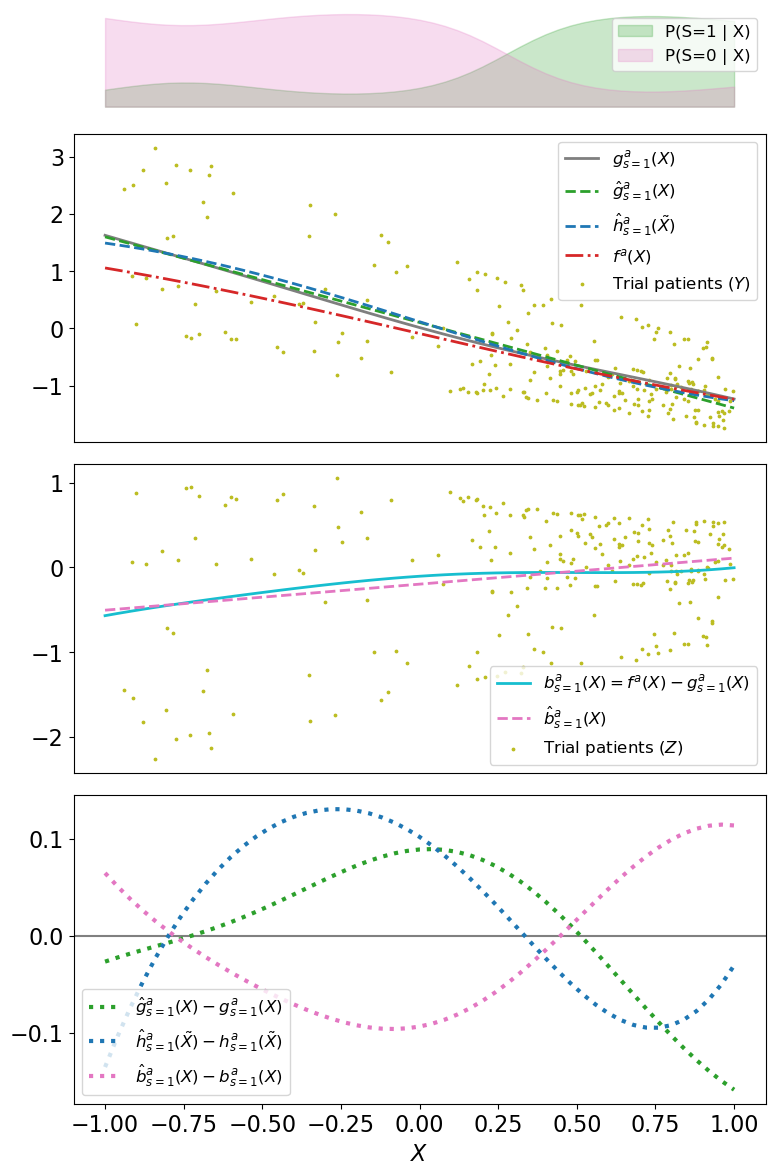 P(S=1 | X)
P(S=0 | X)
3
2
1
0
−1
g^a_{s=1}(X)
ĝ^a_{s=1}(X)
ĥ^a_{s=1}(X̃)
f^a(X)
Trial patients (Y)
1
0
−1
−2
b^a_{s=1}(X) = f^a(X) − g^a_{s=1}(X)
b̂^a_{s=1}(X)
Trial patients (Z)
0.1
0.0
−0.1
ĝ^a_{s=1}(X) − g^a_{s=1}(X)
ĥ^a_{s=1}(X̃) − h^a_{s=1}(X̃)
b̂^a_{s=1}(X) − b^a_{s=1}(X)
−1.00 −0.75 −0.50 −0.25 0.00 0.25 0.50 0.75 1.00
X